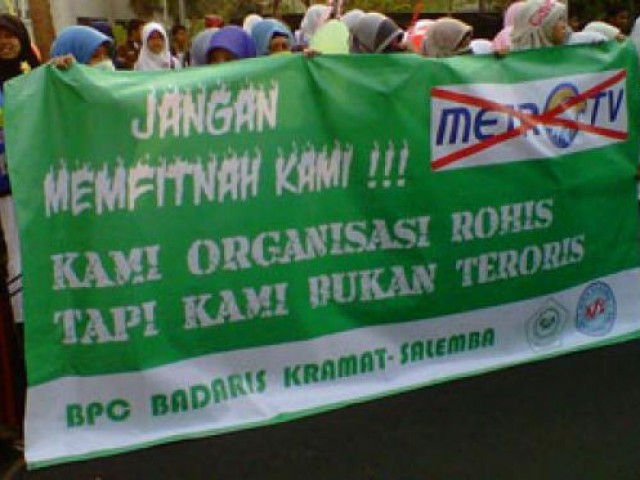 JANGAN
MEMFITNAH KAMI !!!
METRO TV
KAMI ORGANISASI ROHIS
TAPI KAMI BUKAN TERORIS
BPC BADARIS KRAMAT-SALEMBA